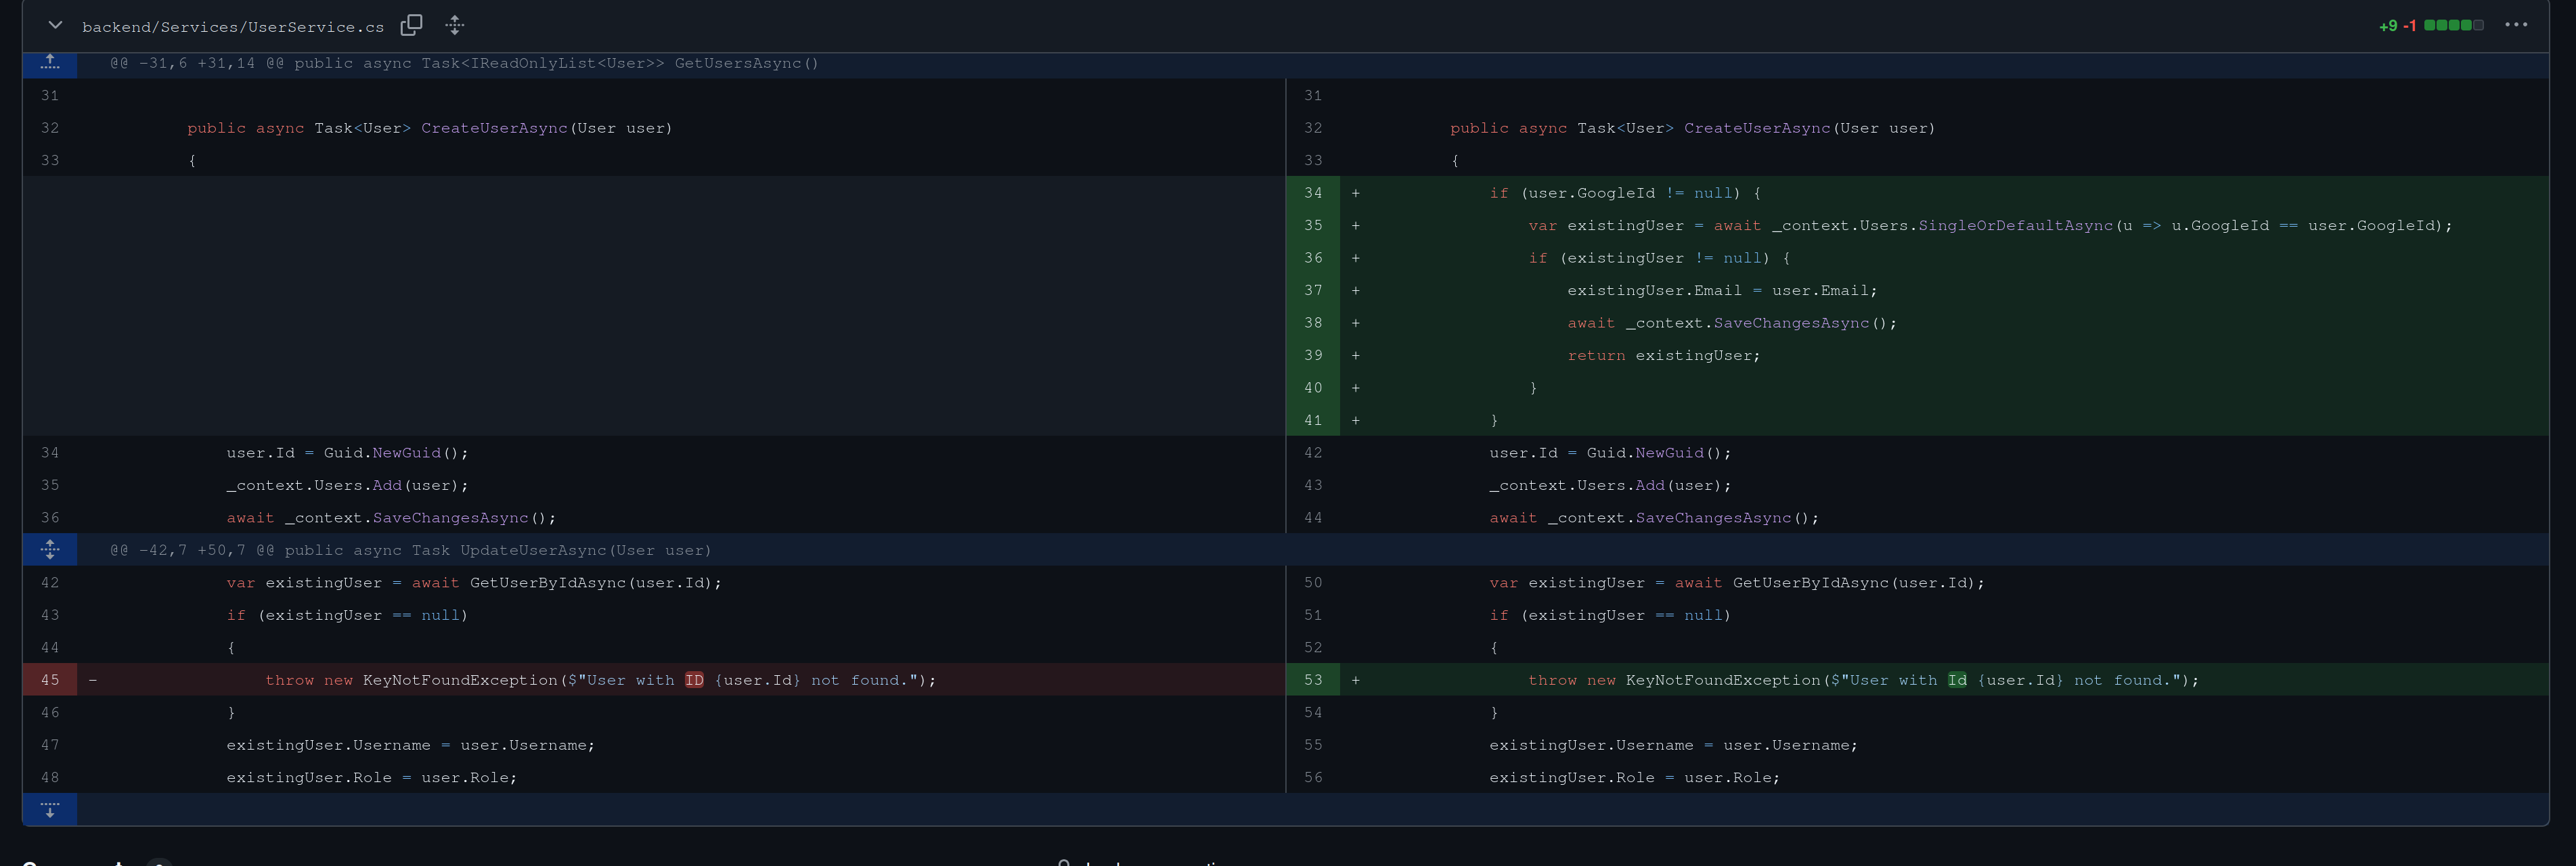 backend/Services/UserService.cs
+9 -1
@@ -31,6 +31,14 @@ public async Task<IReadOnlyList<User>> GetUsersAsync()
31
32 public async Task<User> CreateUserAsync(User user)
33 {
34 user.Id = Guid.NewGuid();
35 _context.Users.Add(user);
36 await _context.SaveChangesAsync();
31
32 public async Task<User> CreateUserAsync(User user)
33 {
34 + if (user.GoogleId != null) {
35 + var existingUser = await _context.Users.SingleOrDefaultAsync(u => u.GoogleId == user.GoogleId);
36 + if (existingUser != null) {
37 + existingUser.Email = user.Email;
38 + await _context.SaveChangesAsync();
39 + return existingUser;
40 + }
41 + }
42 user.Id = Guid.NewGuid();
43 _context.Users.Add(user);
44 await _context.SaveChangesAsync();
@@ -42,7 +50,7 @@ public async Task UpdateUserAsync(User user)
42 var existingUser = await GetUserByIdAsync(user.Id);
43 if (existingUser == null)
44 {
45 - throw new KeyNotFoundException($"User with ID {user.Id} not found.");
46 }
47 existingUser.Username = user.Username;
48 existingUser.Role = user.Role;
50 var existingUser = await GetUserByIdAsync(user.Id);
51 if (existingUser == null)
52 {
53 + throw new KeyNotFoundException($"User with Id {user.Id} not found.");
54 }
55 existingUser.Username = user.Username;
56 existingUser.Role = user.Role;